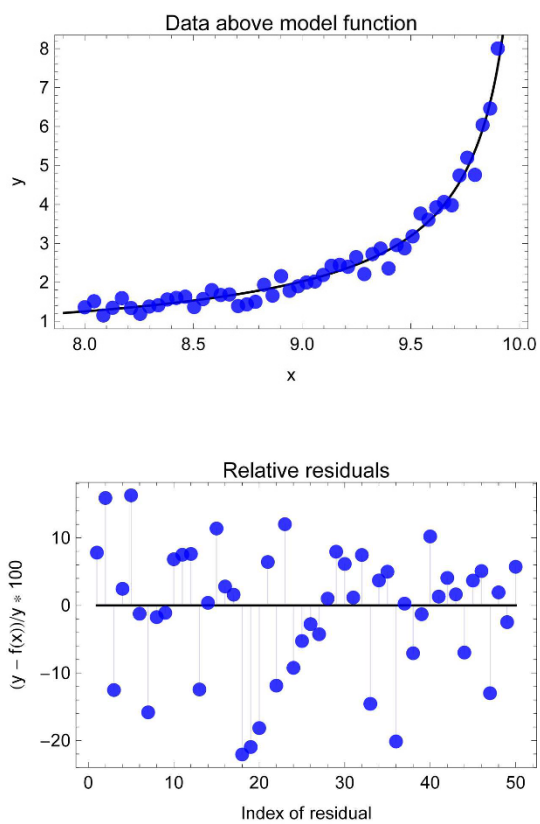 Data above model function
8
7
6
5
4
3
2
1
y
8.0 8.5 9.0 9.5 10.0
x
Relative residuals
10
0
−10
−20
(y − f(x))/y * 100
0 10 20 30 40 50
Index of residual